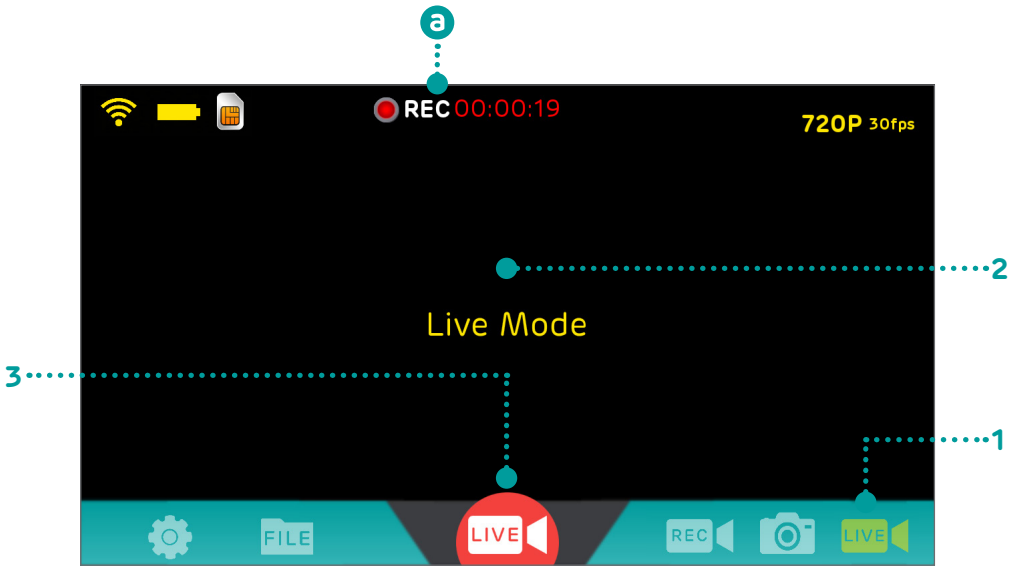 a
REC 00:00:19
720P 30fps
2
Live Mode
3
1
FILE
LIVE
REC
LIVE